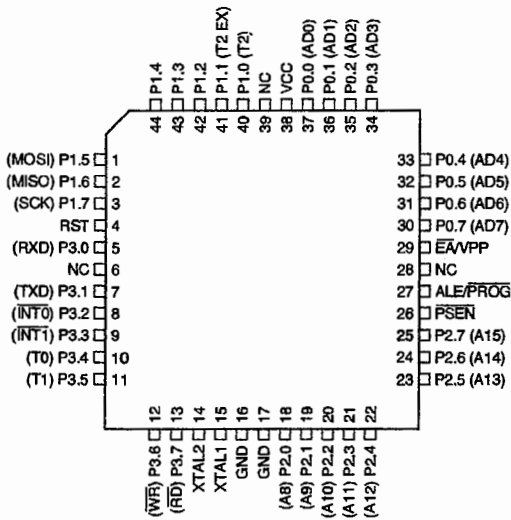 P1.4
P1.3
P1.2
P1.1 (T2 EX)
P1.0 (T2)
NC
VCC
P0.0 (AD0)
P0.1 (AD1)
P0.2 (AD2)
P0.3 (AD3)
44 43 42 41 40 39 38 37 36 35 34
(MOSI) P1.5 1 33 P0.4 (AD4)
(MISO) P1.6 2 32 P0.5 (AD5)
(SCK) P1.7 3 31 P0.6 (AD6)
RST 4 30 P0.7 (AD7)
(RXD) P3.0 5 29 E̅A̅/VPP
NC 6 28 NC
(TXD) P3.1 7 27 ALE/P̅R̅O̅G̅
(I̅N̅T̅0̅) P3.2 8 26 P̅S̅E̅N̅
(I̅N̅T̅1̅) P3.3 9 25 P2.7 (A15)
(T0) P3.4 10 24 P2.6 (A14)
(T1) P3.5 11 23 P2.5 (A13)
12 13 14 15 16 17 18 19 20 21 22
(W̅R̅) P3.6
(R̅D̅) P3.7
XTAL2
XTAL1
GND
GND
(A8) P2.0
(A9) P2.1
(A10) P2.2
(A11) P2.3
(A12) P2.4